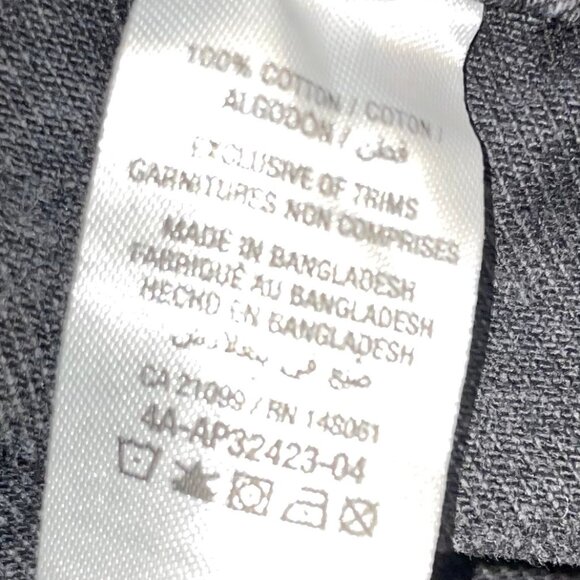 100% COTTON / COTON /
ALGODON / قطن
EXCLUSIVE OF TRIMS
GARNITURES NON COMPRISES
MADE IN BANGLADESH
FABRIQUÉ AU BANGLADESH
HECHO EN BANGLADESH
صنع في بنغلاديش
CA 21099 / RN 148061
4A-AP32423-04